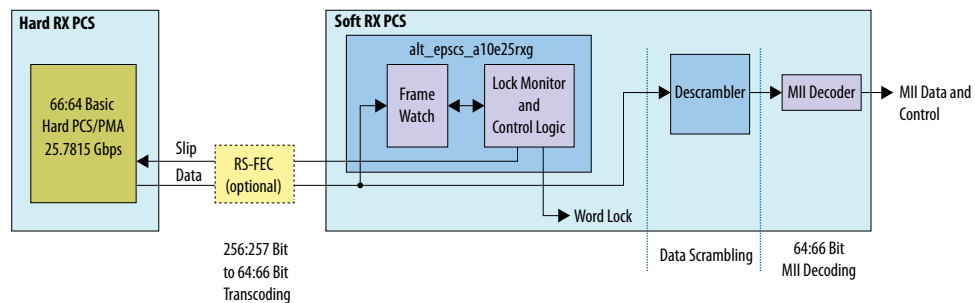 Hard RX PCS
66:64 Basic
Hard PCS/PMA
25.7815 Gbps
Slip
Data
RS-FEC
(optional)
256:257 Bit
to 64:66 Bit
Transcoding
Soft RX PCS
alt_epscs_a10e25rxg
Frame
Watch
Lock Monitor
and
Control Logic
Word Lock
Descrambler
Data Scrambling
MII Decoder
64:66 Bit
MII Decoding
MII Data and
Control